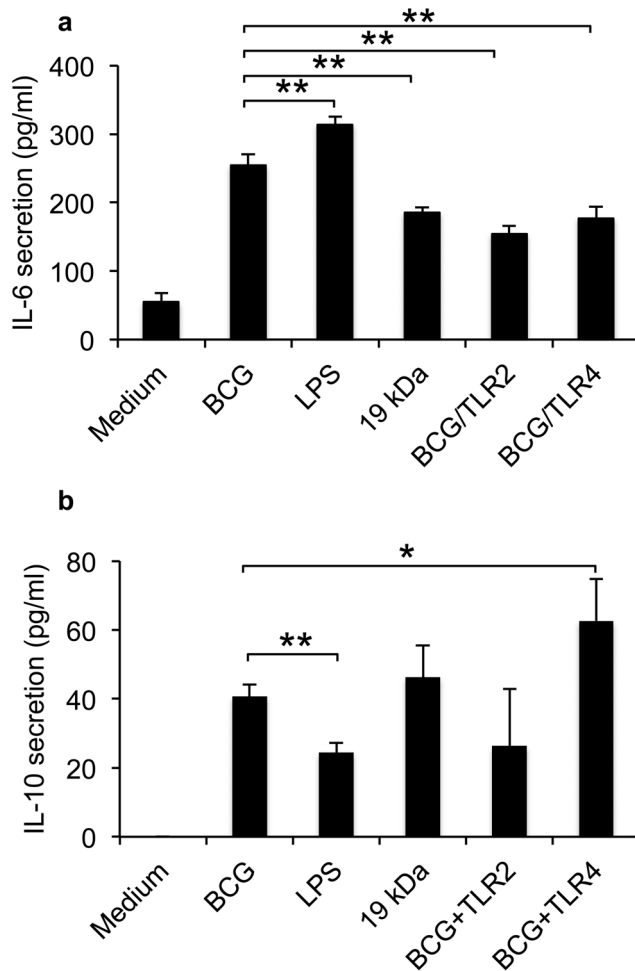 a
**
**
**
**
400
300
200
100
0
IL-6 secretion (pg/ml)
Medium
BCG
LPS
19 kDa
BCG/TLR2
BCG/TLR4
b
*
**
80
60
40
20
0
IL-10 secretion (pg/ml)
Medium
BCG
LPS
19 kDa
BCG+TLR2
BCG+TLR4